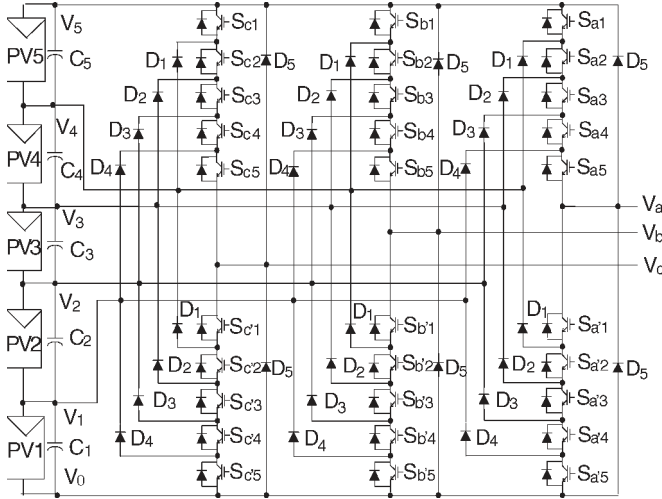 V5 Sc1 Sb1 Sa1
PV5 C5 D1 Sc2 D5 D1 Sb2 D5 D1 Sa2 D5
D2 Sc3 D2 Sb3 D2 Sa3
V4 D3 Sc4 D3 Sb4 D3 Sa4
PV4 C4 D4 Sc5 D4 Sb5 D4 Sa5
V3 Va
PV3 C3 Vb
Vc
V2 D1 Sc'1 D1 Sb'1 D1 Sa'1
PV2 C2 D2 Sc'2 D5 D2 Sb'2 D5 D2 Sa'2 D5
V1 D3 Sc'3 D3 Sb'3 D3 Sa'3
PV1 C1 D4 Sc'4 D4 Sb'4 D4 Sa'4
V0 Sc'5 Sb'5 Sa'5